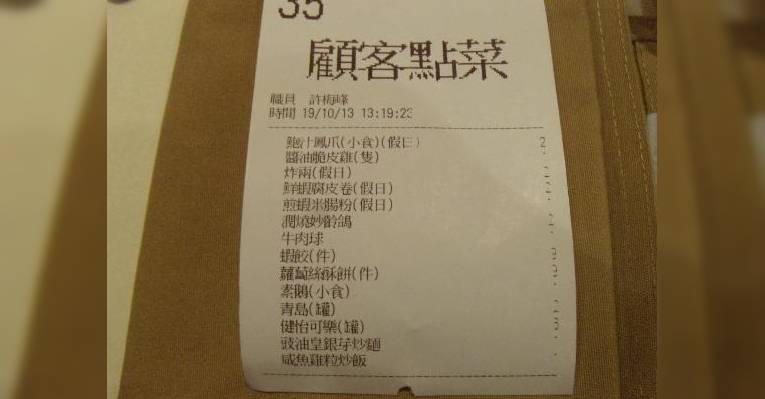 35
顧客點菜
職員 許梅峰
時間 19/10/13 13:19:23
鮑汁鳳爪(小食)(假日) 2
醬油脆皮雞(隻)
炸兩(假日)
鮮蝦腐皮卷(假日)
煎蝦米腸粉(假日)
潤燒妙齡鴿
牛肉球
蝦餃(件)
蘿蔔絲酥餅(件)
素鵝(小食)
青島(罐)
健怡可樂(罐)
豉油皇銀芽炒麵
咸魚雞粒炒飯